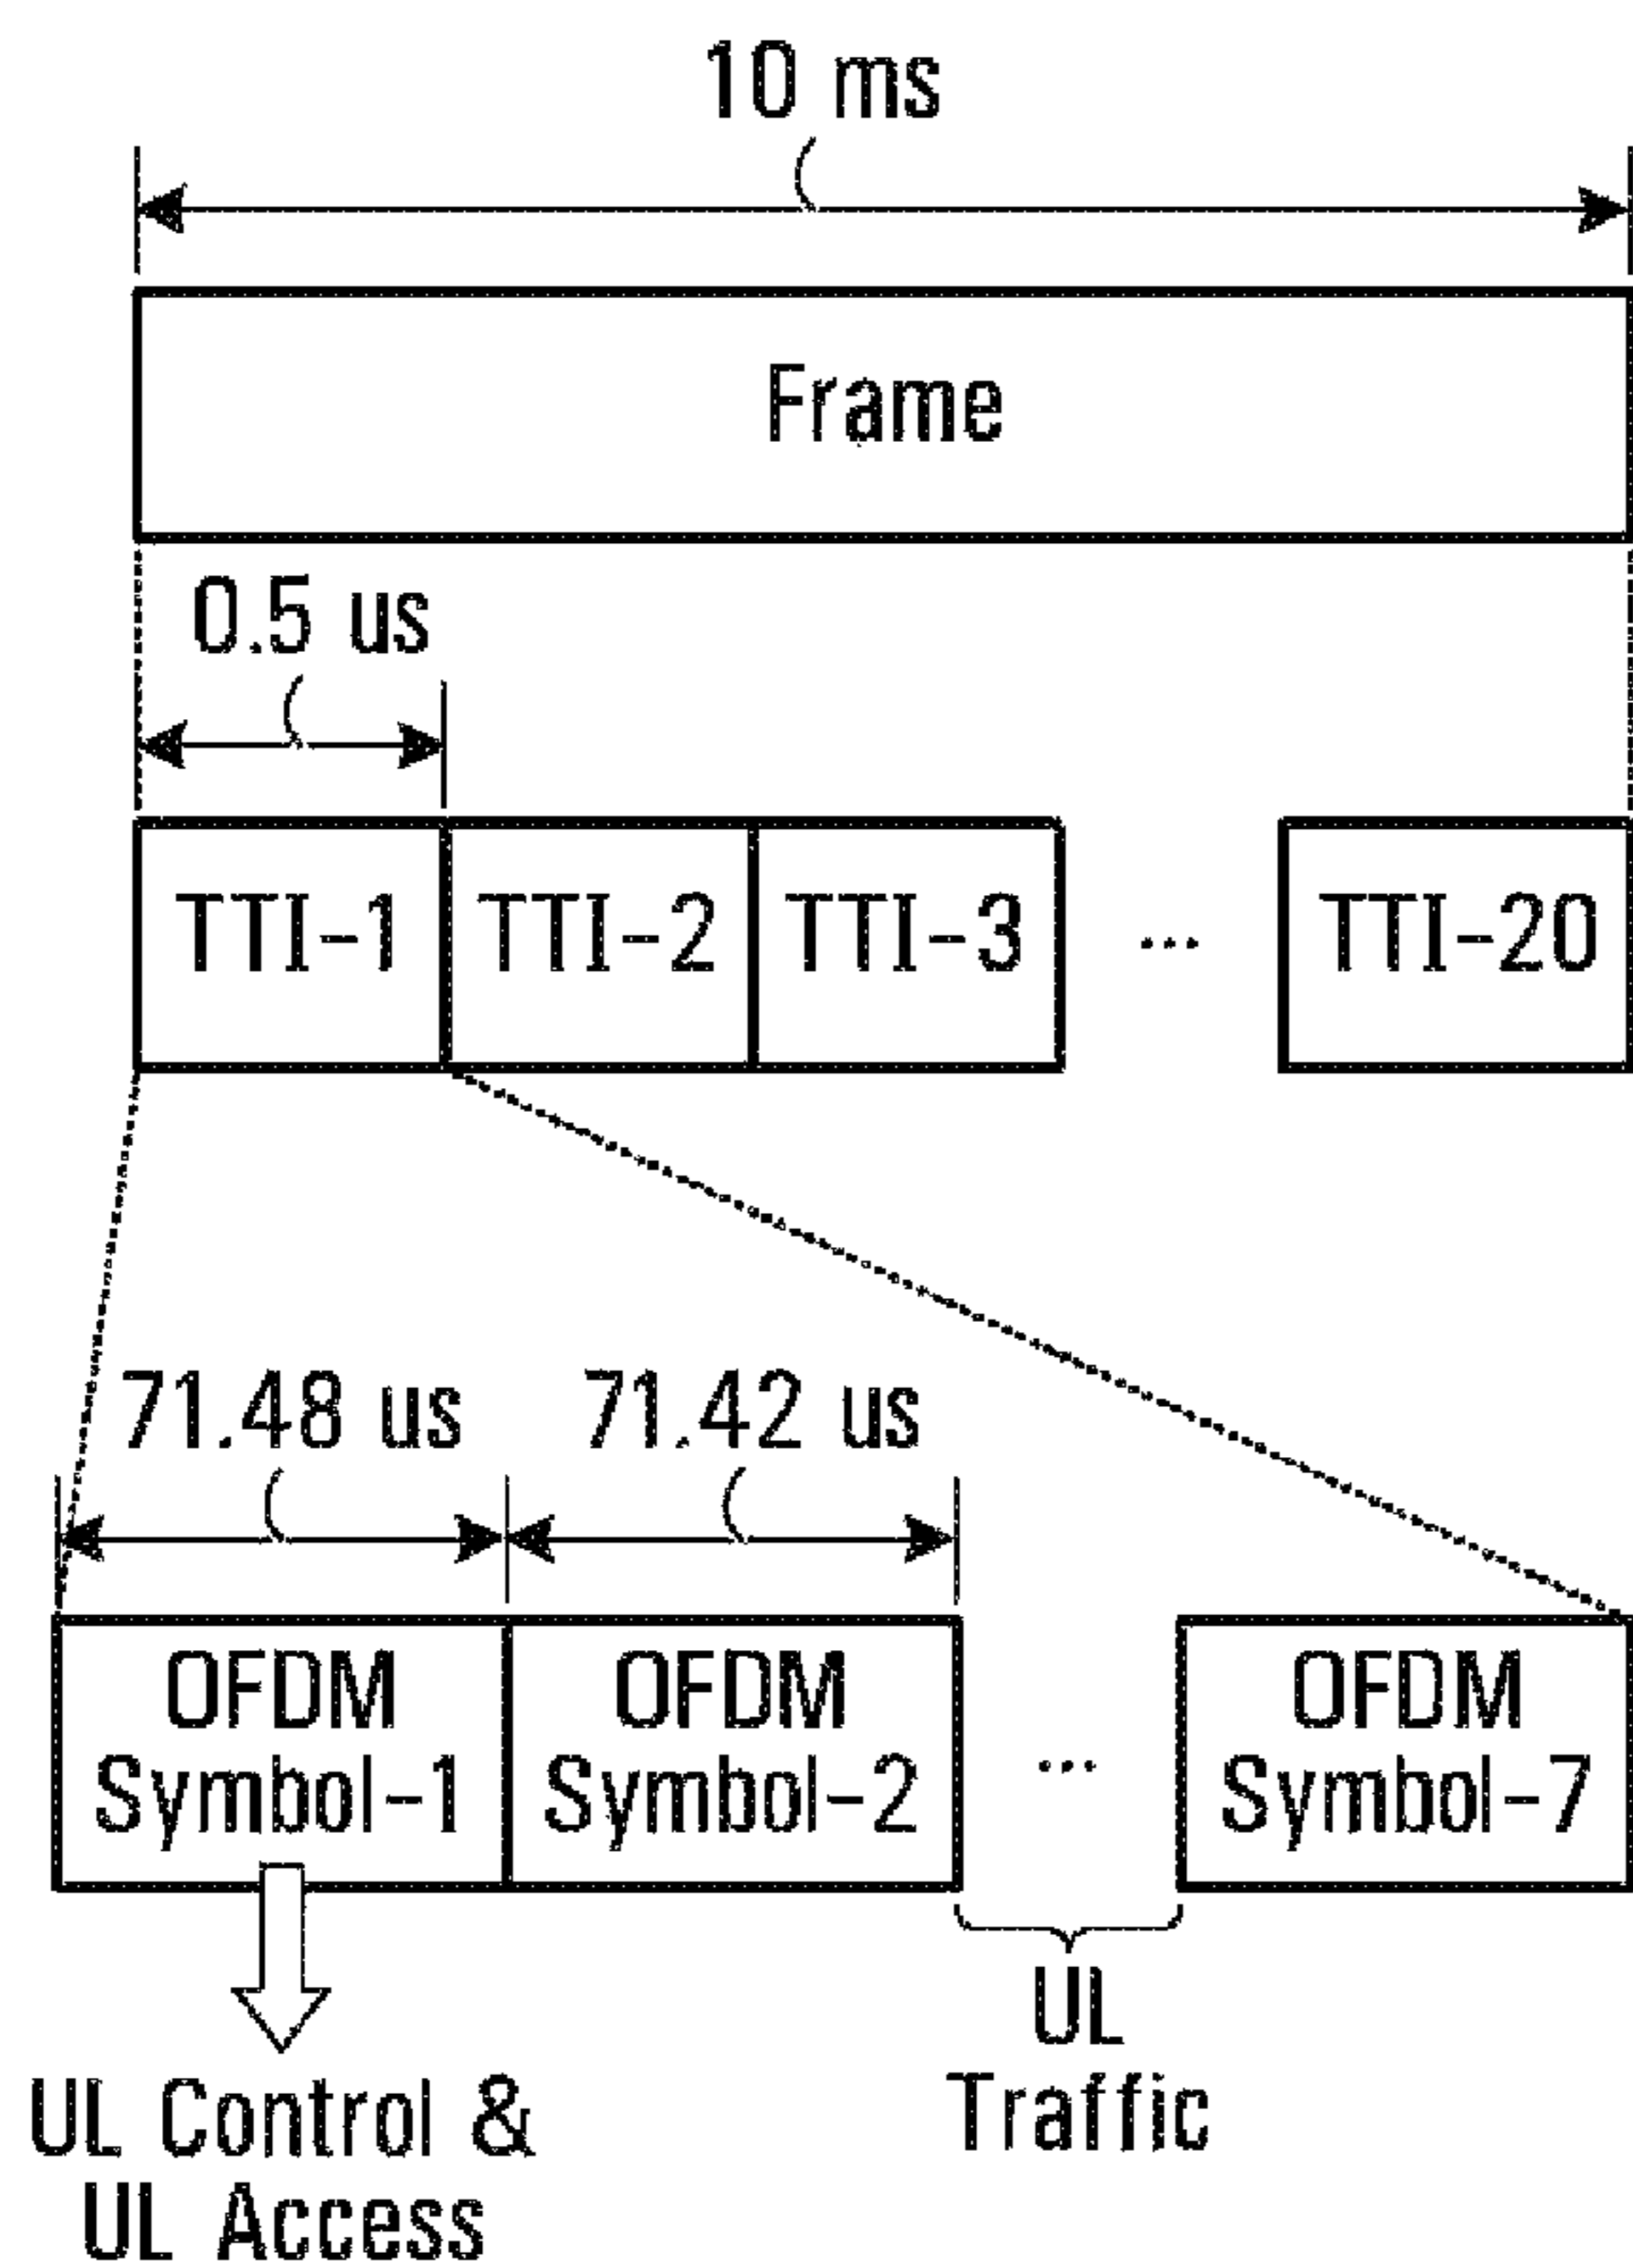 10 ms
Frame
0.5 us
TTI-1 TTI-2 TTI-3 ... TTI-20
71.48 us 71.42 us
OFDM Symbol-1
OFDM Symbol-2
...
OFDM Symbol-7
UL Control &
UL Access
UL
Traffic